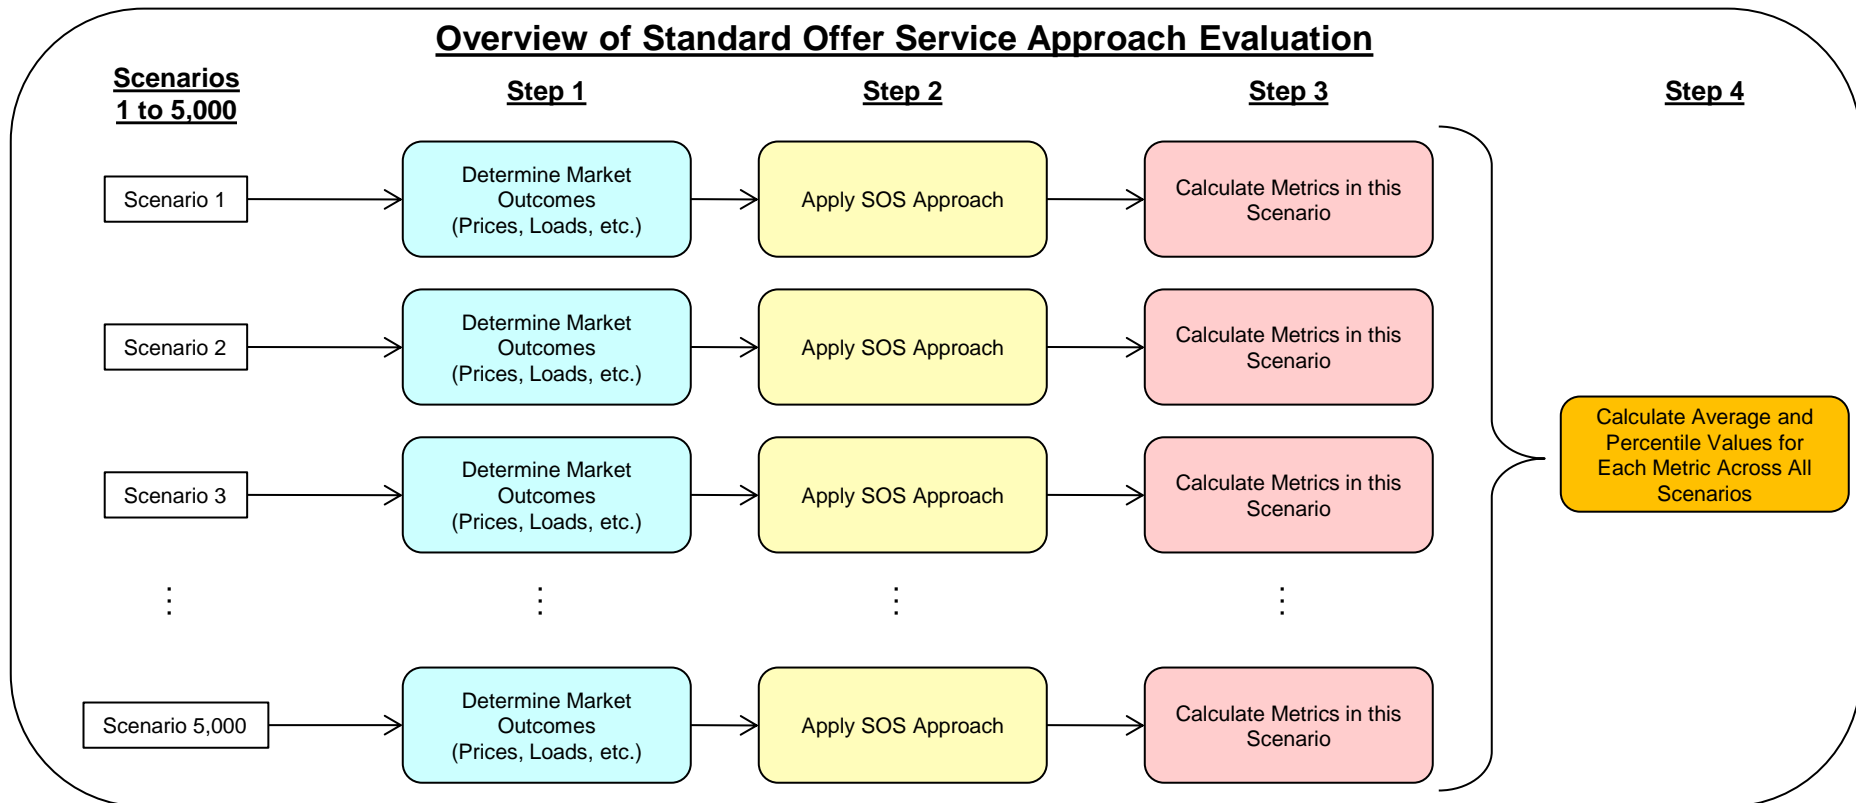 Overview of Standard Offer Service Approach Evaluation
Scenarios
1 to 5,000
Step 1
Step 2
Step 3
Step 4
Scenario 1
Determine Market
Outcomes
(Prices, Loads, etc.)
Apply SOS Approach
Calculate Metrics in this
Scenario
Scenario 2
Determine Market
Outcomes
(Prices, Loads, etc.)
Apply SOS Approach
Calculate Metrics in this
Scenario
Scenario 3
Determine Market
Outcomes
(Prices, Loads, etc.)
Apply SOS Approach
Calculate Metrics in this
Scenario
Calculate Average and
Percentile Values for
Each Metric Across All
Scenarios
Scenario 5,000
Determine Market
Outcomes
(Prices, Loads, etc.)
Apply SOS Approach
Calculate Metrics in this
Scenario